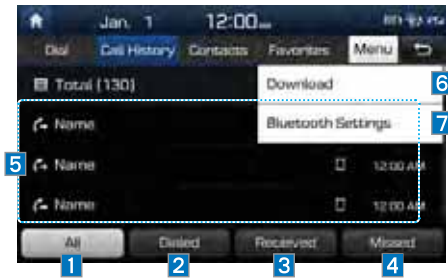 Jan. 1 12:00
Dial Call History Contacts Favorites Menu
Total (130) Download 6
Name Bluetooth Settings 7
5 Name 12:00 AM
Name 12:00 AM
All Dialed Received Missed
1 2 3 4